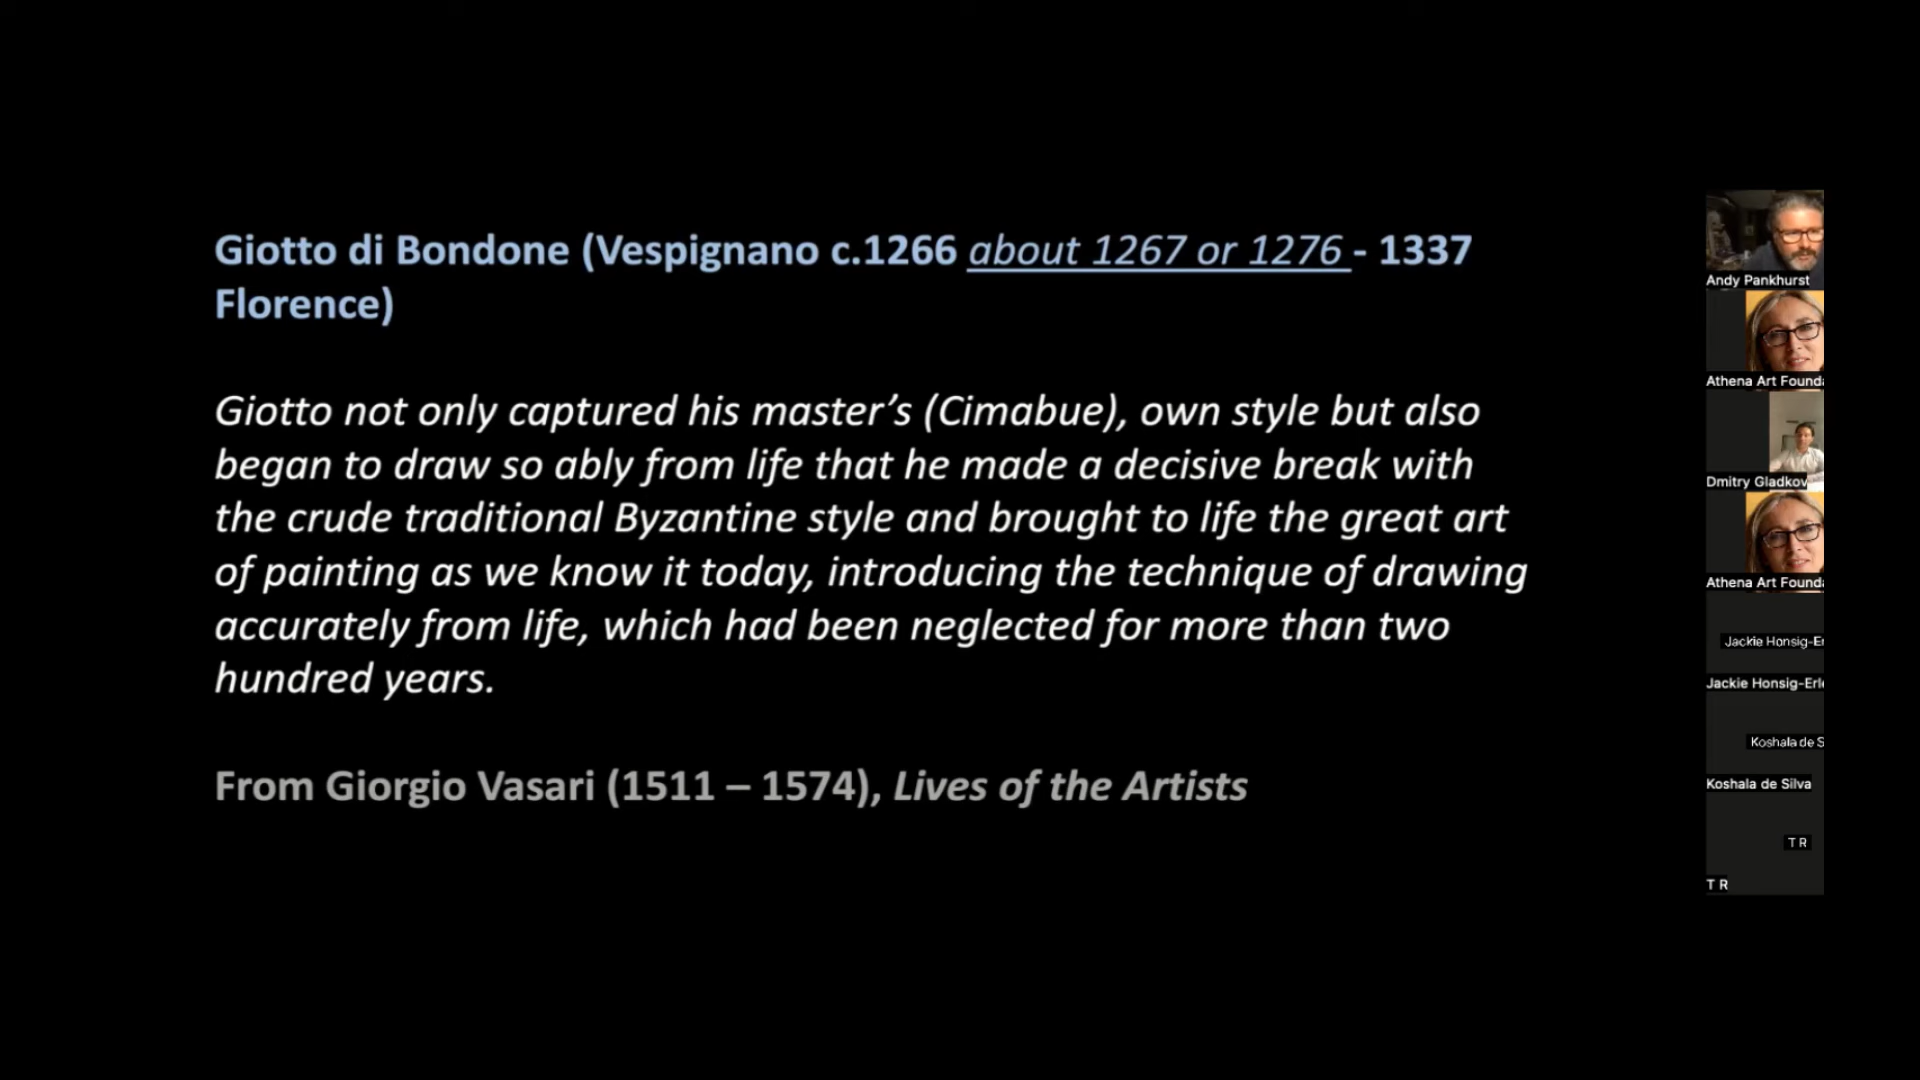 Giotto di Bondone (Vespignano c.1266 about 1267 or 1276 - 1337
Florence)
Giotto not only captured his master's (Cimabue), own style but also
began to draw so ably from life that he made a decisive break with
the crude traditional Byzantine style and brought to life the great art
of painting as we know it today, introducing the technique of drawing
accurately from life, which had been neglected for more than two
hundred years.
From Giorgio Vasari (1511 – 1574), Lives of the Artists
Andy Pankhurst
Athena Art Founda
Dmitry Gladkov
Athena Art Founda
Jackie Honsig-Er
Jackie Honsig-Erle
Koshala de S
Koshala de Silva
T R
T R